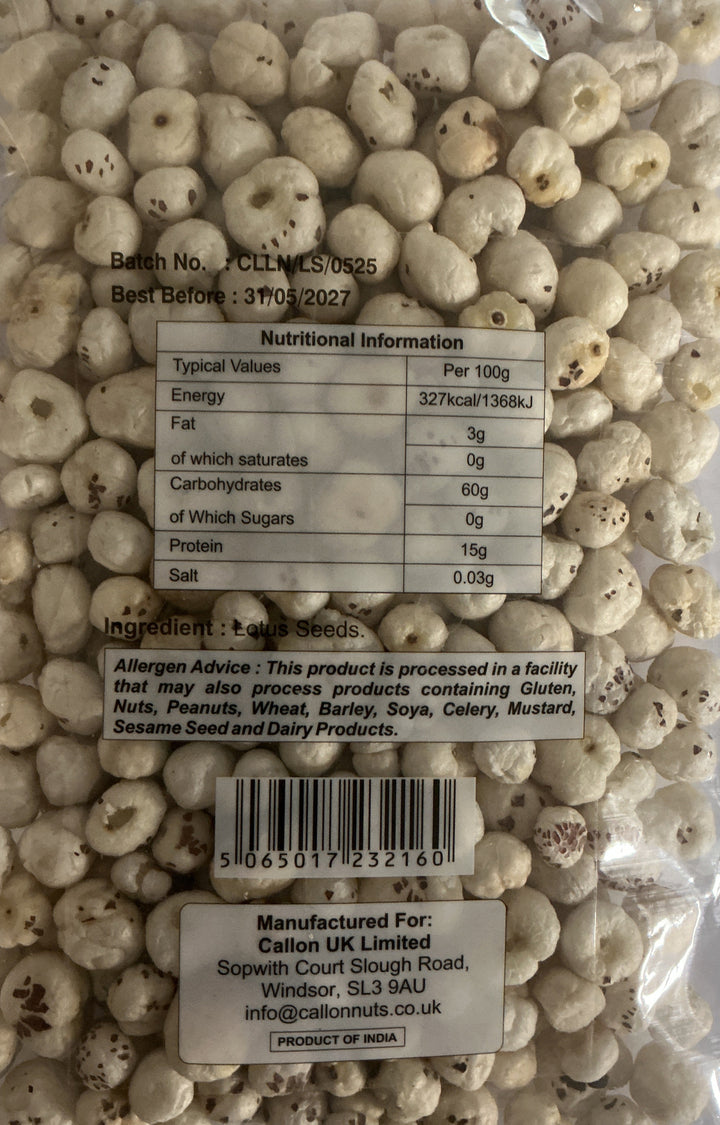 Batch No. : CLLN/LS/0525
Best Before : 31/05/2027
Nutritional Information
Typical Values Per 100g
Energy 327kcal/1368kJ
Fat 3g
of which saturates 0g
Carbohydrates 60g
of Which Sugars 0g
Protein 15g
Salt 0.03g
Ingredient : Lotus Seeds.
Allergen Advice : This product is processed in a facility
that may also process products containing Gluten,
Nuts, Peanuts, Wheat, Barley, Soya, Celery, Mustard,
Sesame Seed and Dairy Products.
5 065017 232160
Manufactured For:
Callon UK Limited
Sopwith Court Slough Road,
Windsor, SL3 9AU
info@callonnuts.co.uk
PRODUCT OF INDIA